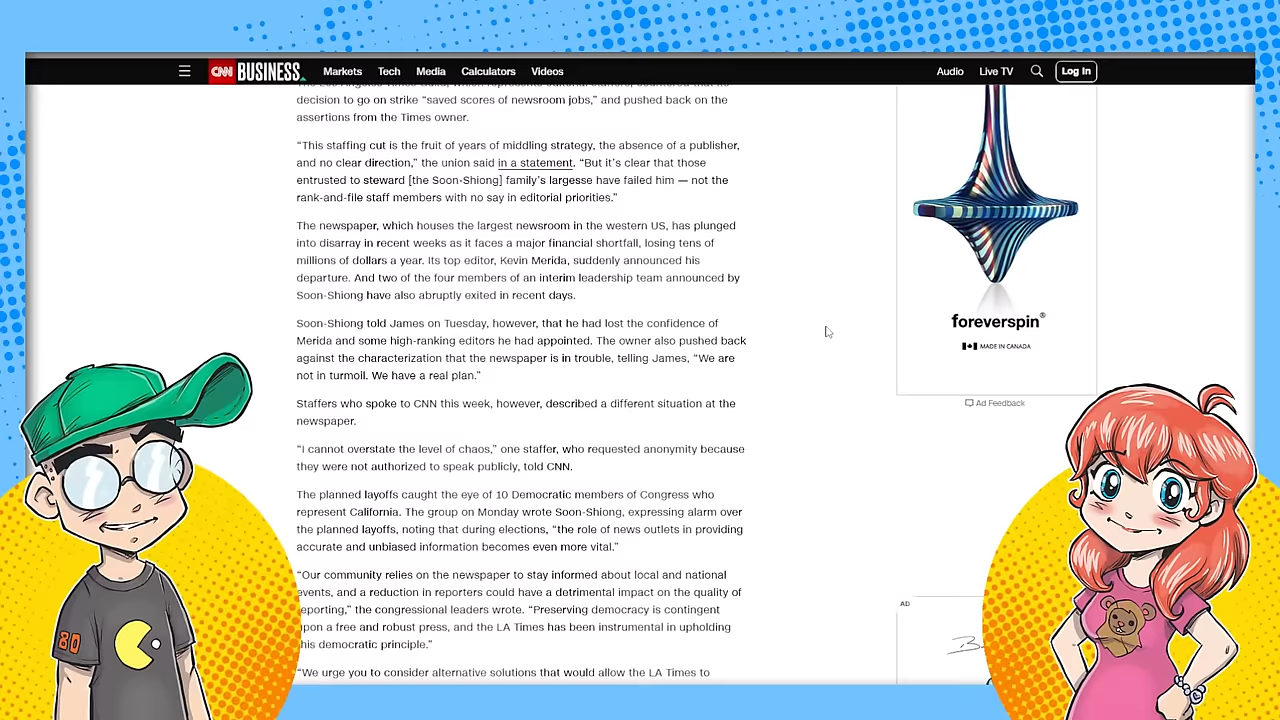 CNN BUSINESS Markets Tech Media Calculators Videos Audio Live TV Log In
decision to go on strike “saved scores of newsroom jobs,” and pushed back on the
assertions from the Times owner.
“This staffing cut is the fruit of years of middling strategy, the absence of a publisher,
and no clear direction,” the union said in a statement. “But it’s clear that those
entrusted to steward [the Soon-Shiong] family’s largesse have failed him — not the
rank-and-file staff members with no say in editorial priorities.”
The newspaper, which houses the largest newsroom in the western US, has plunged
into disarray in recent weeks as it faces a major financial shortfall, losing tens of
millions of dollars a year. Its top editor, Kevin Merida, suddenly announced his
departure. And two of the four members of an interim leadership team announced by
Soon-Shiong have also abruptly exited in recent days.
Soon-Shiong told James on Tuesday, however, that he had lost the confidence of
Merida and some high-ranking editors he had appointed. The owner also pushed back
against the characterization that the newspaper is in trouble, telling James, “We are
not in turmoil. We have a real plan.”
Staffers who spoke to CNN this week, however, described a different situation at the
newspaper.
“I cannot overstate the level of chaos,” one staffer, who requested anonymity because
they were not authorized to speak publicly, told CNN.
The planned layoffs caught the eye of 10 Democratic members of Congress who
represent California. The group on Monday wrote Soon-Shiong, expressing alarm over
the planned layoffs, noting that during elections, “the role of news outlets in providing
accurate and unbiased information becomes even more vital.”
“Our community relies on the newspaper to stay informed about local and national
events, and a reduction in reporters could have a detrimental impact on the quality of
reporting,” the congressional leaders wrote. “Preserving democracy is contingent
upon a free and robust press, and the LA Times has been instrumental in upholding
this democratic principle.”
“We urge you to consider alternative solutions that would allow the LA Times to
foreverspin®
MADE IN CANADA
Ad Feedback
AD
80